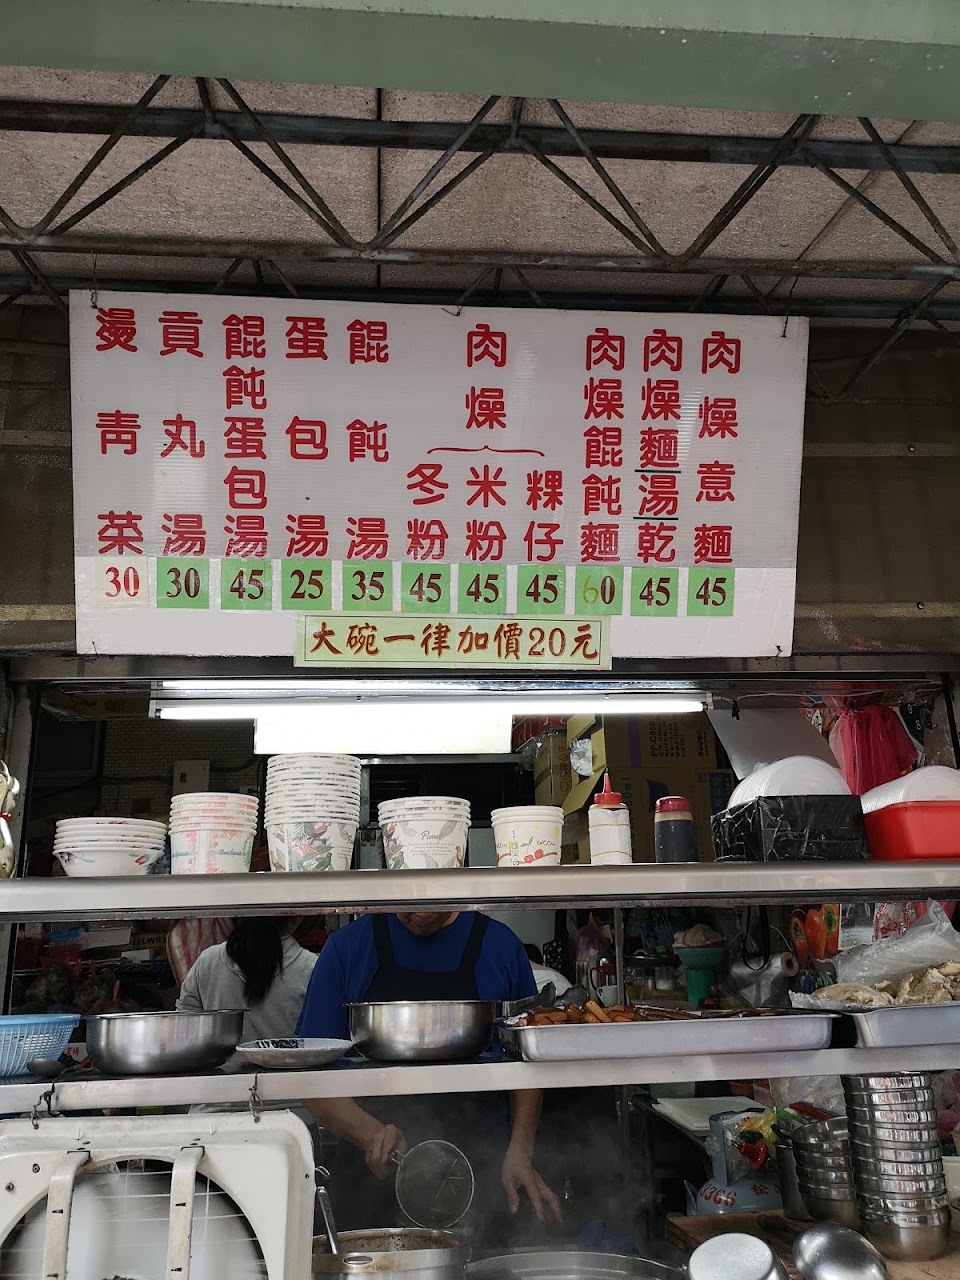 肉燥意麵 45
肉燥麵湯乾 45
肉燥餛飩麵 60
肉燥 粿仔 45
米粉 45
冬粉 45
餛飩湯 35
蛋包湯 25
餛飩蛋包湯 45
貢丸湯 30
燙青菜 30
大碗一律加價20元